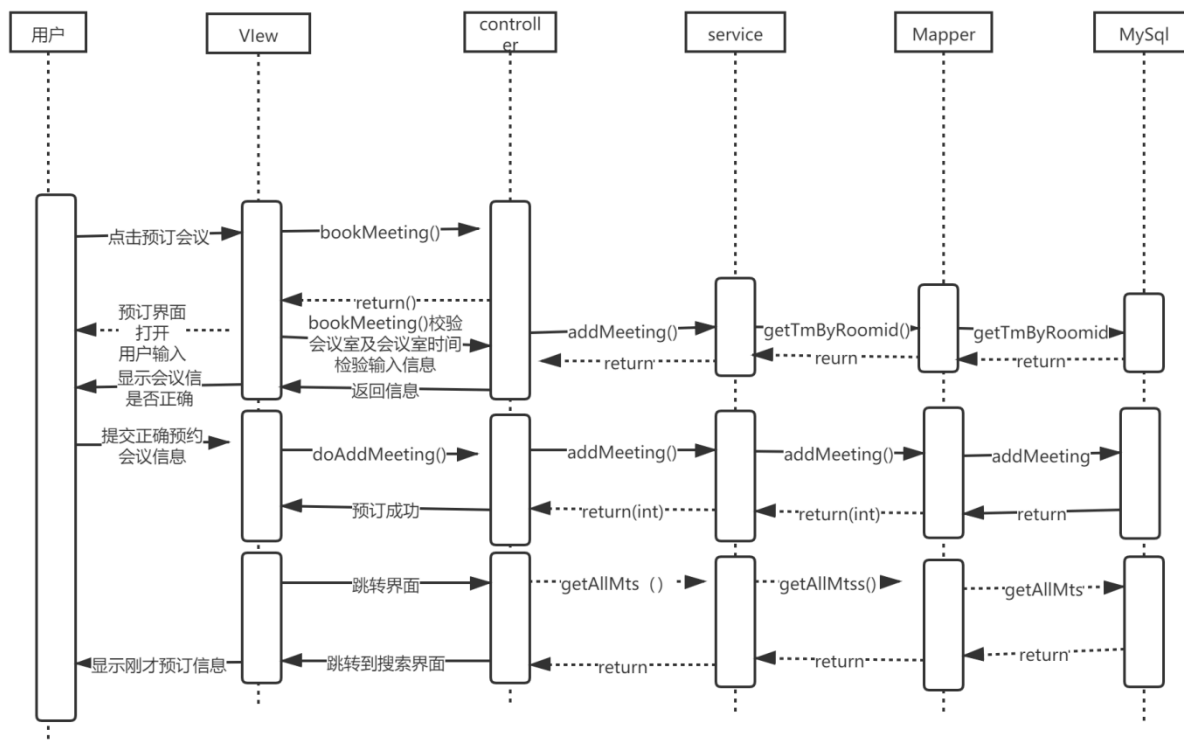 用户
VIew
controll
er
service
Mapper
MySql
点击预订会议
bookMeeting()
return()
预订界面
打开
用户输入
bookMeeting()校验
会议室及会议室时间
检验输入信息
addMeeting()
getTmByRoomid()
getTmByRoomid
return
reurn
return
显示会议信
是否正确
返回信息
提交正确预约
会议信息
doAddMeeting()
addMeeting()
addMeeting()
addMeeting
预订成功
return(int)
return(int)
return
跳转界面
getAllMts（）
getAllMtss()
getAllMts
显示刚才预订信息
跳转到搜索界面
return
return
return